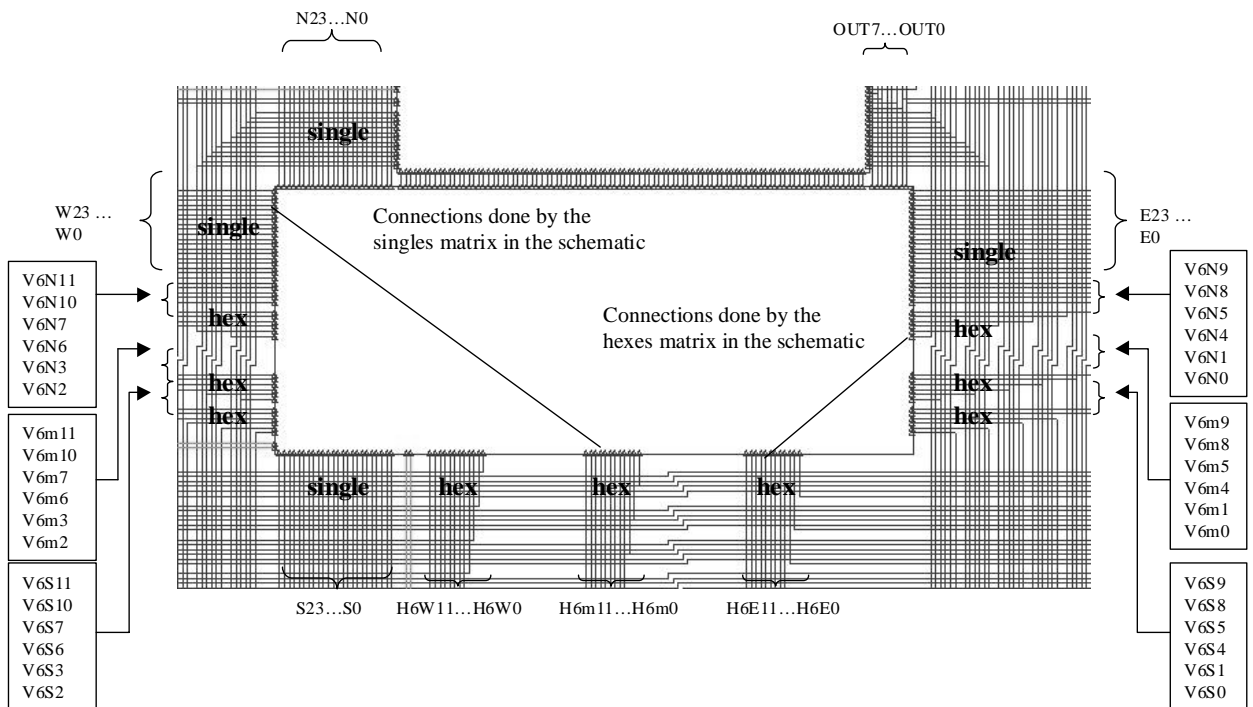 N23…N0
OUT7…OUT0
single
W23 …
W0
single
Connections done by the
singles matrix in the schematic
E23 …
E0
single
V6N11
V6N10
V6N7
V6N6
V6N3
V6N2
hex
Connections done by the
hexes matrix in the schematic
hex
V6N9
V6N8
V6N5
V6N4
V6N1
V6N0
hex
hex
hex
hex
V6m11
V6m10
V6m7
V6m6
V6m3
V6m2
V6m9
V6m8
V6m5
V6m4
V6m1
V6m0
single
hex
hex
hex
V6S11
V6S10
V6S7
V6S6
V6S3
V6S2
S23…S0
H6W11…H6W0
H6m11…H6m0
H6E11…H6E0
V6S9
V6S8
V6S5
V6S4
V6S1
V6S0